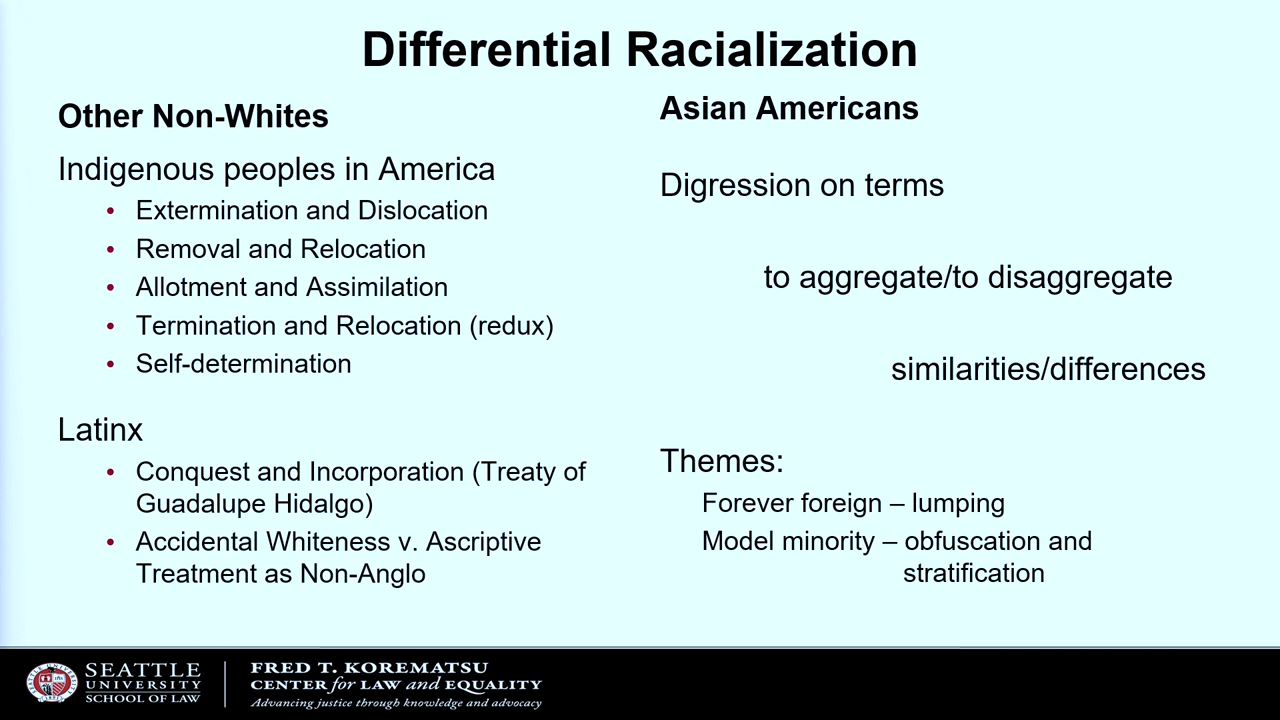 Differential Racialization
Other Non-Whites
Indigenous peoples in America
• Extermination and Dislocation
• Removal and Relocation
• Allotment and Assimilation
• Termination and Relocation (redux)
• Self-determination
Latinx
• Conquest and Incorporation (Treaty of
Guadalupe Hidalgo)
• Accidental Whiteness v. Ascriptive
Treatment as Non-Anglo
Asian Americans
Digression on terms
to aggregate/to disaggregate
similarities/differences
Themes:
Forever foreign – lumping
Model minority – obfuscation and
stratification
SEATTLE
UNIVERSITY
SCHOOL OF LAW
FRED T. KOREMATSU
CENTER for LAW and EQUALITY
Advancing justice through knowledge and advocacy